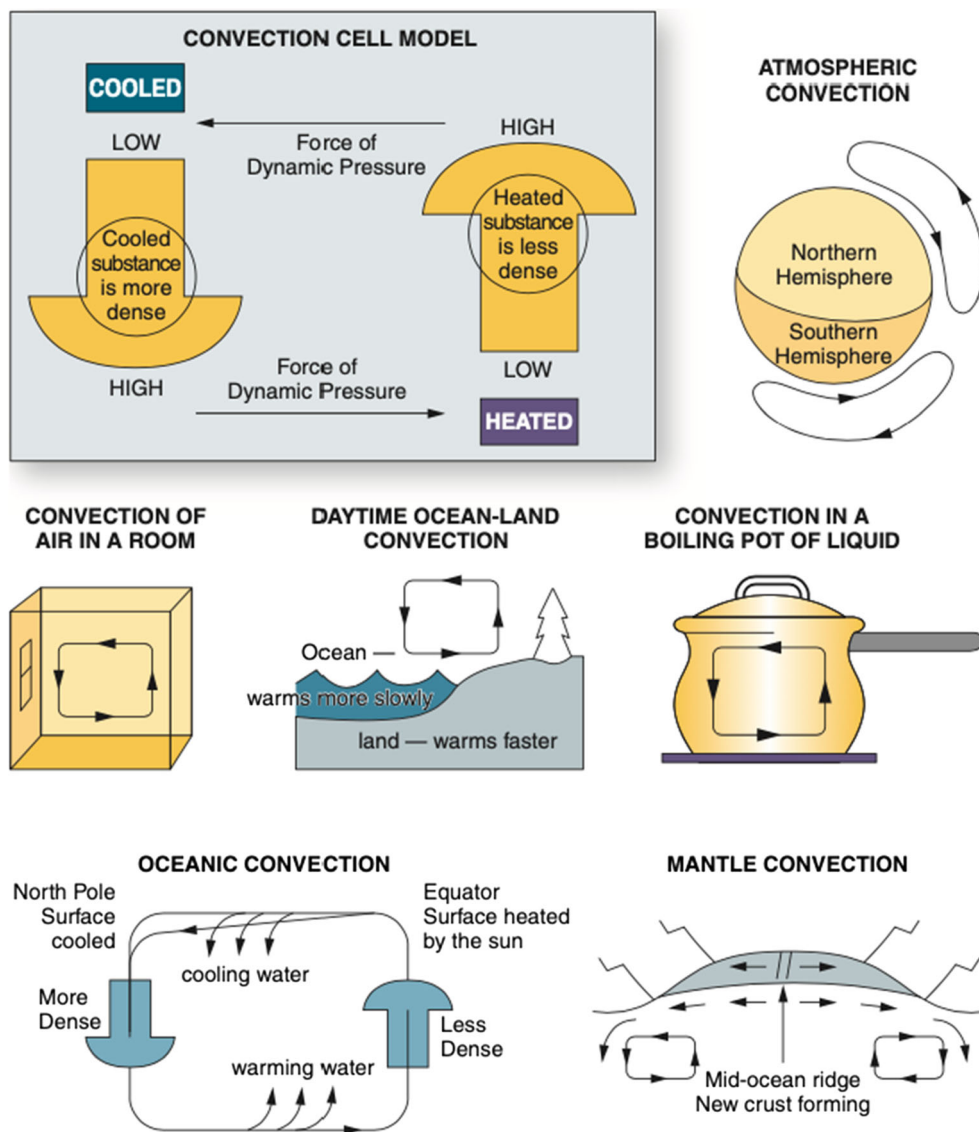 CONVECTION CELL MODEL
COOLED
LOW
Force of
Dynamic Pressure
HIGH
Cooled
substance
is more
dense
Heated
substance
is less
dense
HIGH
Force of
Dynamic Pressure
LOW
HEATED
ATMOSPHERIC
CONVECTION
Northern
Hemisphere
Southern
Hemisphere
CONVECTION OF
AIR IN A ROOM
DAYTIME OCEAN-LAND
CONVECTION
Ocean —
warms more slowly
land — warms faster
CONVECTION IN A
BOILING POT OF LIQUID
OCEANIC CONVECTION
North Pole
Surface
cooled
Equator
Surface heated
by the sun
cooling water
More
Dense
Less
Dense
warming water
MANTLE CONVECTION
Mid-ocean ridge
New crust forming